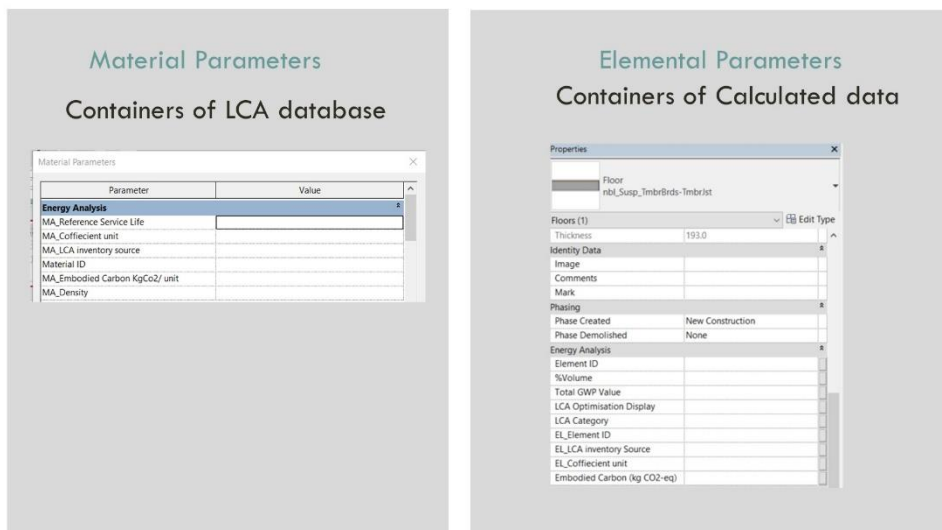 Material Parameters
Containers of LCA database
Material Parameters
Parameter Value
Energy Analysis
MA_Reference Service Life
MA_Coffiecient unit
MA_LCA inventory source
Material ID
MA_Embodied Carbon KgCo2/ unit
MA_Density
Elemental Parameters
Containers of Calculated data
Properties
Floor
nbl_Susp_TmbrBrds-TmbrJst
Floors (1) Edit Type
Thickness 193.0
Identity Data
Image
Comments
Mark
Phasing
Phase Created New Construction
Phase Demolished None
Energy Analysis
Element ID
%Volume
Total GWP Value
LCA Optimisation Display
LCA Category
EL_Element ID
EL_LCA inventory Source
EL_Coffiecient unit
Embodied Carbon (kg CO2-eq)